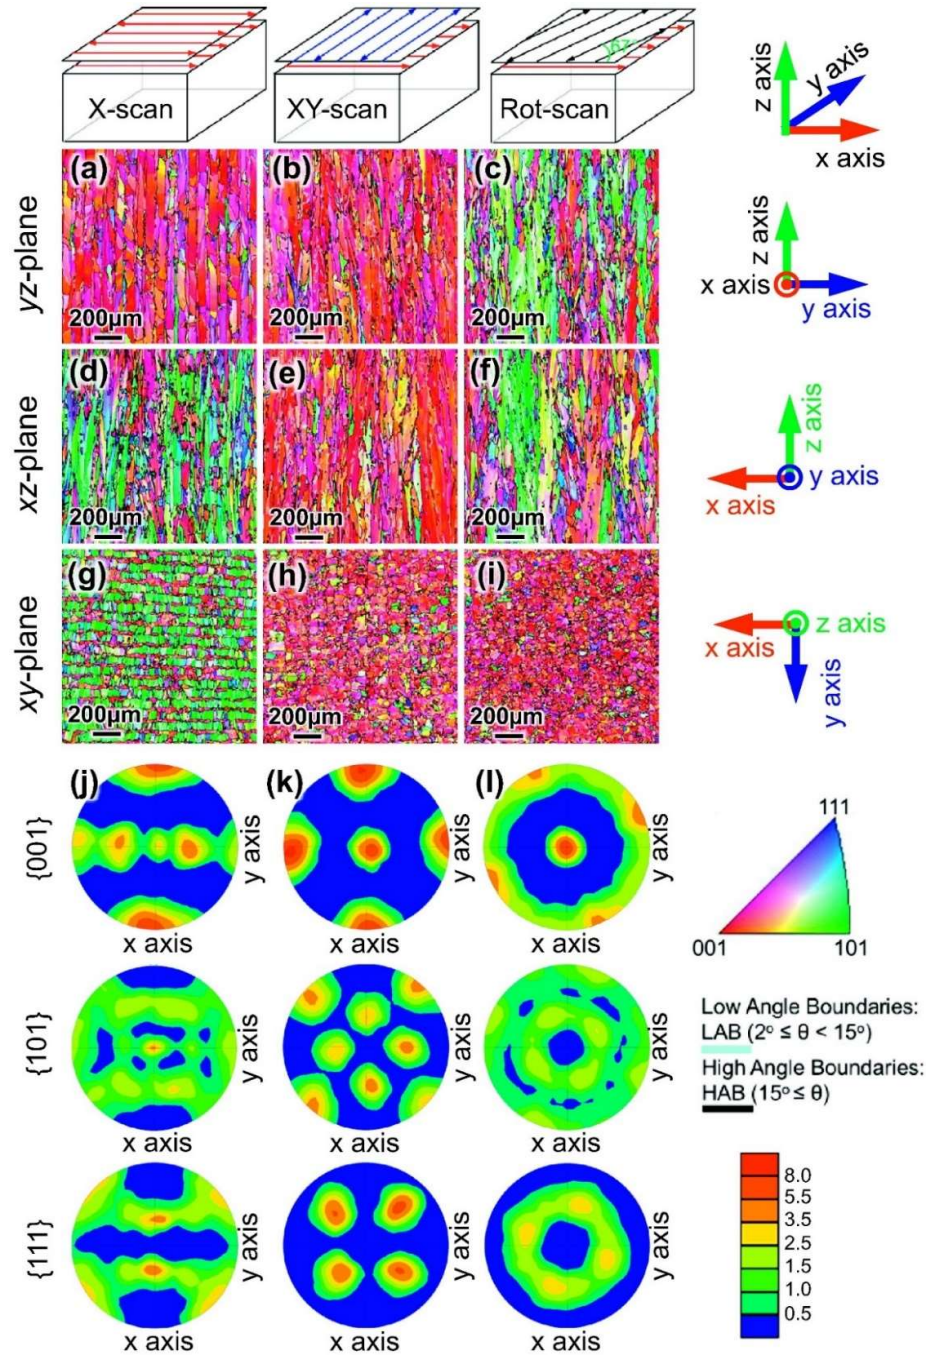 X-scan
XY-scan
Rot-scan
67°
z axis
y axis
x axis
yz-plane
(a)
200μm
(b)
200μm
(c)
200μm
z axis
x axis
y axis
xz-plane
(d)
200μm
(e)
200μm
(f)
200μm
z axis
y axis
x axis
xy-plane
(g)
200μm
(h)
200μm
(i)
200μm
z axis
x axis
y axis
{001}
(j)
y axis
x axis
(k)
y axis
x axis
(l)
y axis
x axis
111
001
101
{101}
y axis
x axis
y axis
x axis
y axis
x axis
Low Angle Boundaries:
LAB (2° ≤ θ < 15°)
High Angle Boundaries:
HAB (15° ≤ θ)
{111}
y axis
x axis
y axis
x axis
y axis
x axis
8.0
5.5
3.5
2.5
1.5
1.0
0.5